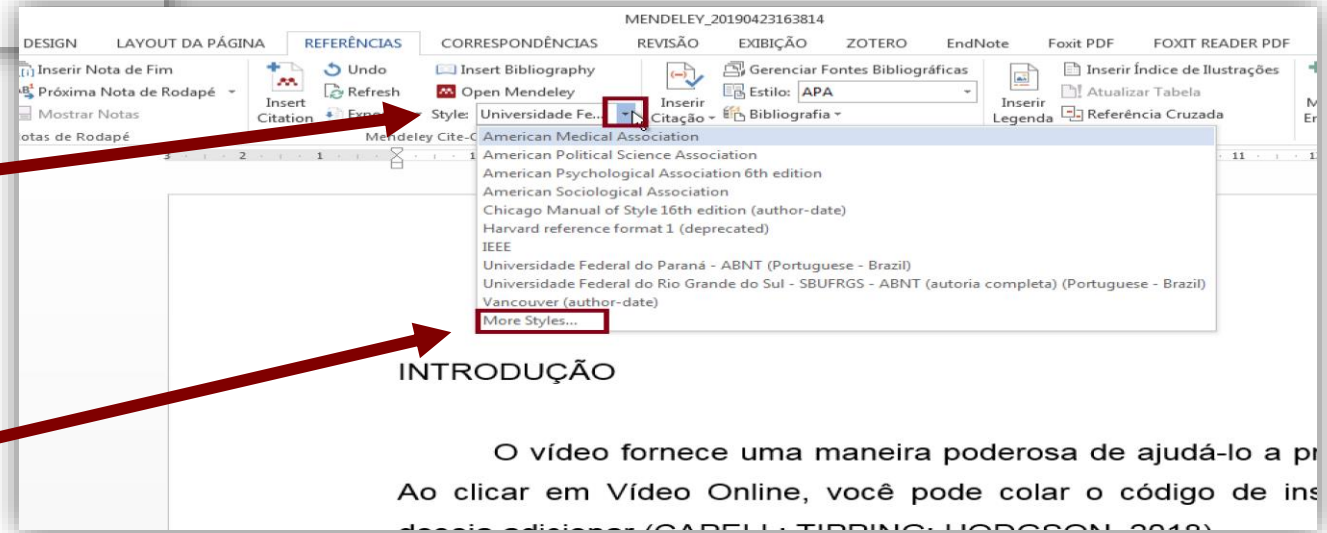 MENDELEY_20190423163814
DESIGN LAYOUT DA PÁGINA REFERÊNCIAS CORRESPONDÊNCIAS REVISÃO EXIBIÇÃO ZOTERO EndNote Foxit PDF FOXIT READER PDF
Inserir Nota de Fim Undo Insert Bibliography Gerenciar Fontes Bibliográficas Inserir Índice de Ilustrações
Próxima Nota de Rodapé Refresh Open Mendeley Estilo: APA Atualizar Tabela
Mostrar Notas Insert Citation Style: Universidade Fe... Inserir Citação Bibliografia Inserir Legenda Referência Cruzada
Notas de Rodapé
3 2 1 1 11
American Medical Association
American Political Science Association
American Psychological Association 6th edition
American Sociological Association
Chicago Manual of Style 16th edition (author-date)
Harvard reference format 1 (deprecated)
IEEE
Universidade Federal do Paraná - ABNT (Portuguese - Brazil)
Universidade Federal do Rio Grande do Sul - SBUFRGS - ABNT (autoria completa) (Portuguese - Brazil)
Vancouver (author-date)
More Styles...
INTRODUÇÃO
O vídeo fornece uma maneira poderosa de ajudá-lo a
Ao clicar em Vídeo Online, você pode colar o código de